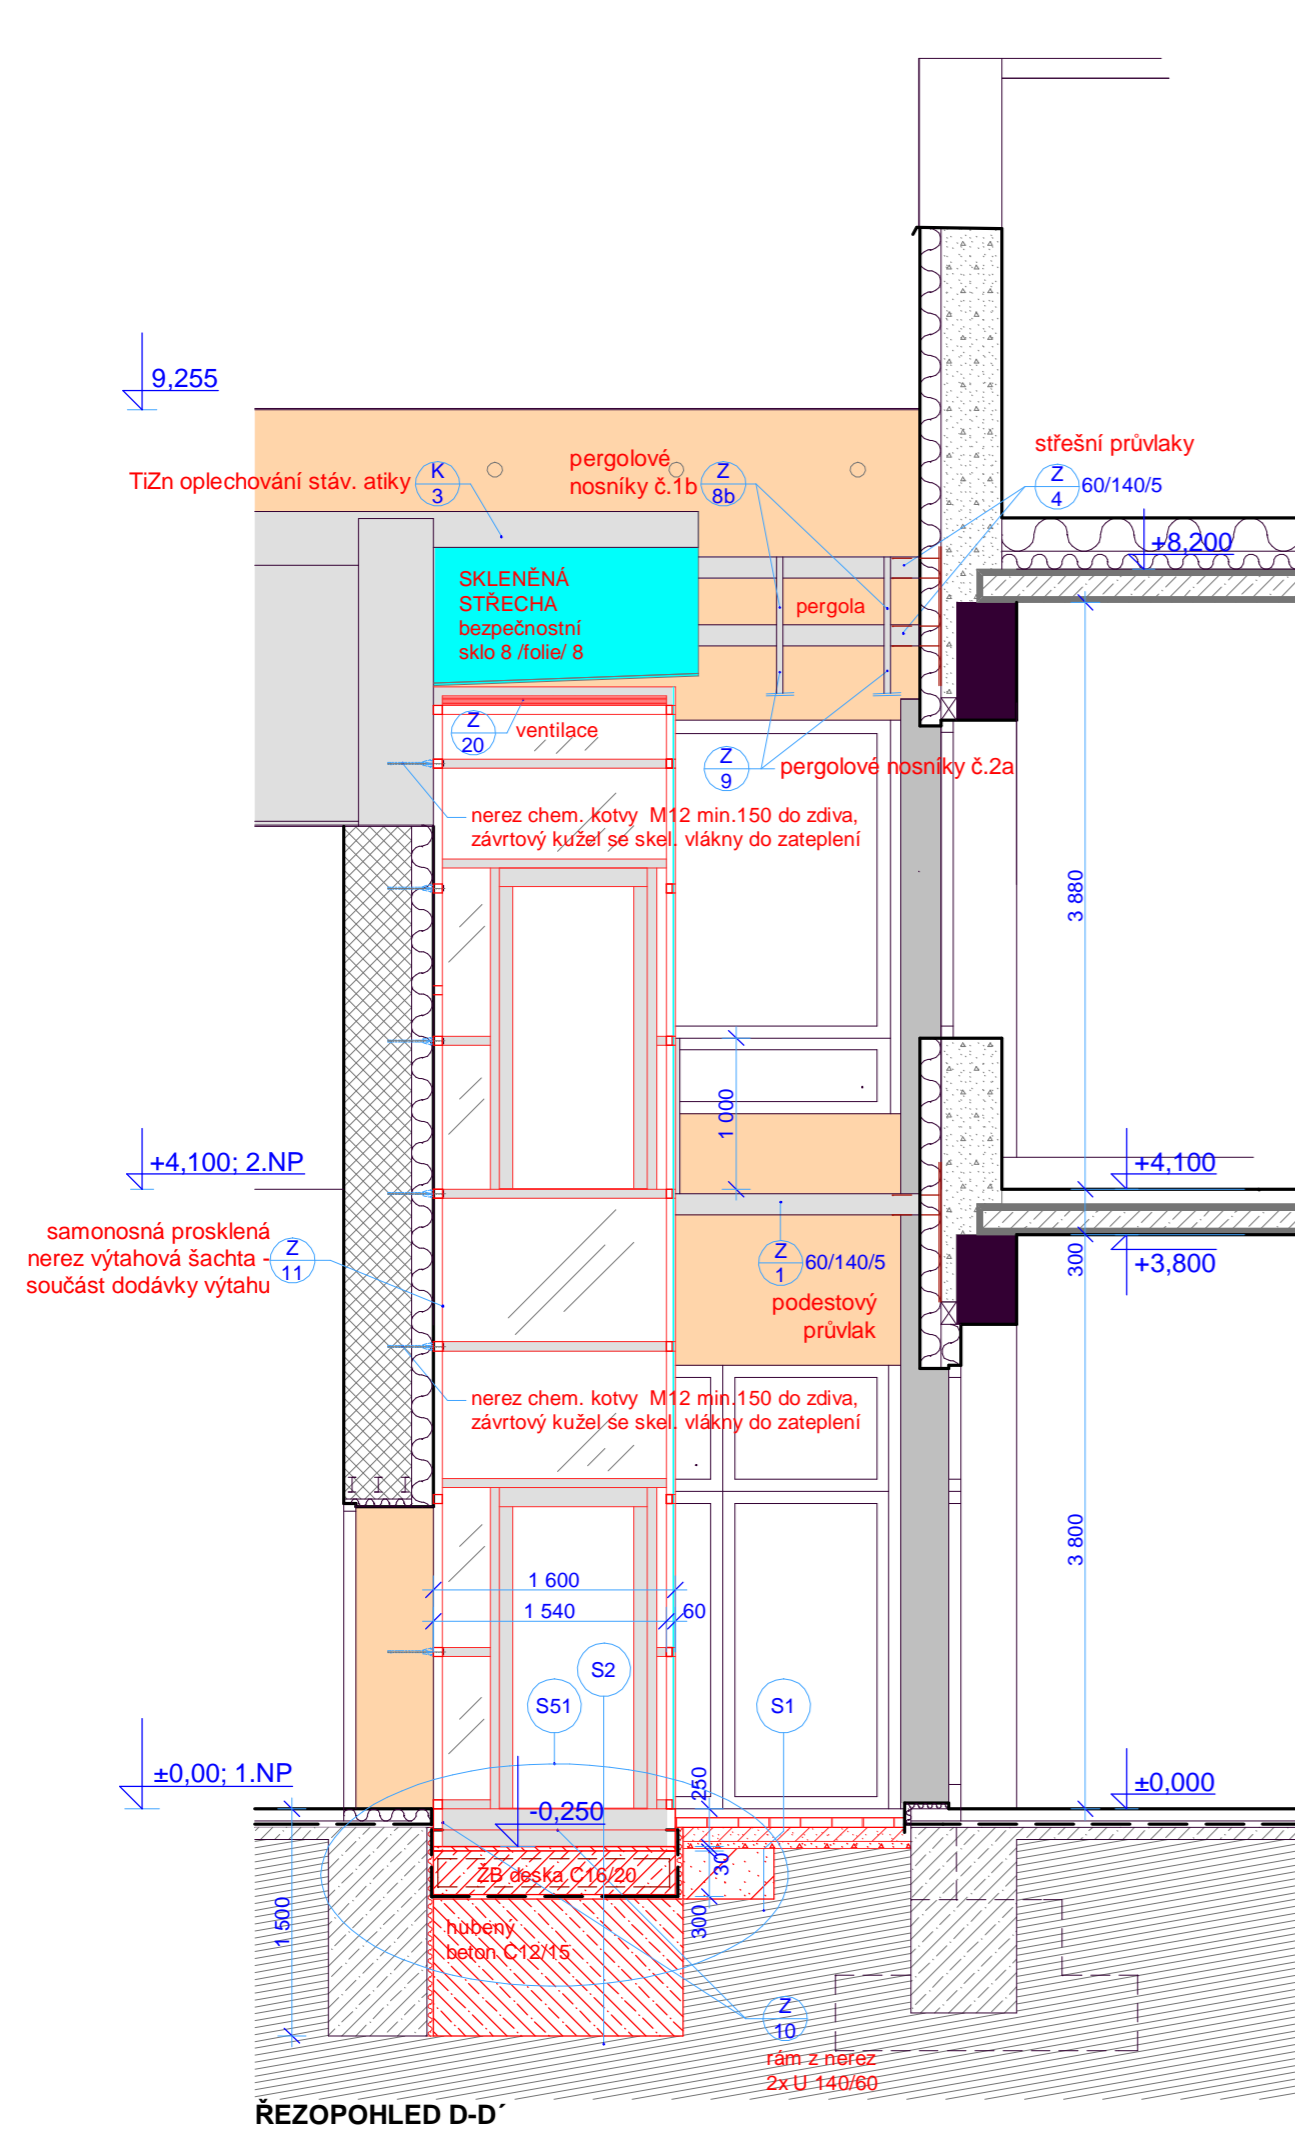 9,255
TiZn oplechování stáv. atiky
K
3
pergolové
nosníky č.1b
Z
8b
střešní průvlaky
Z
4
60/140/5
+8,200
SKLENĚNÁ
STŘECHA
bezpečnostní
sklo 8 /folie/ 8
pergola
Z
20
ventilace
Z
9
pergolové nosníky č.2a
nerez chem. kotvy M12 min.150 do zdiva,
závrtový kužel se skel. vlákny do zateplení
3 880
1 000
+4,100; 2.NP
+4,100
samonosná prosklená
nerez výtahová šachta -
součást dodávky výtahu
Z
11
Z
1
60/140/5
300
+3,800
podestový
průvlak
nerez chem. kotvy M12 min.150 do zdiva,
závrtový kužel se skel. vlákny do zateplení
3 800
1 600
1 540
60
S2
S51
S1
±0,00; 1.NP
250
±0,000
-0,250
ŽB deska C16/20
30
300
1 500
hubený
beton C12/15
Z
10
rám z nerez
2x U 140/60
ŘEZOPOHLED D-D´